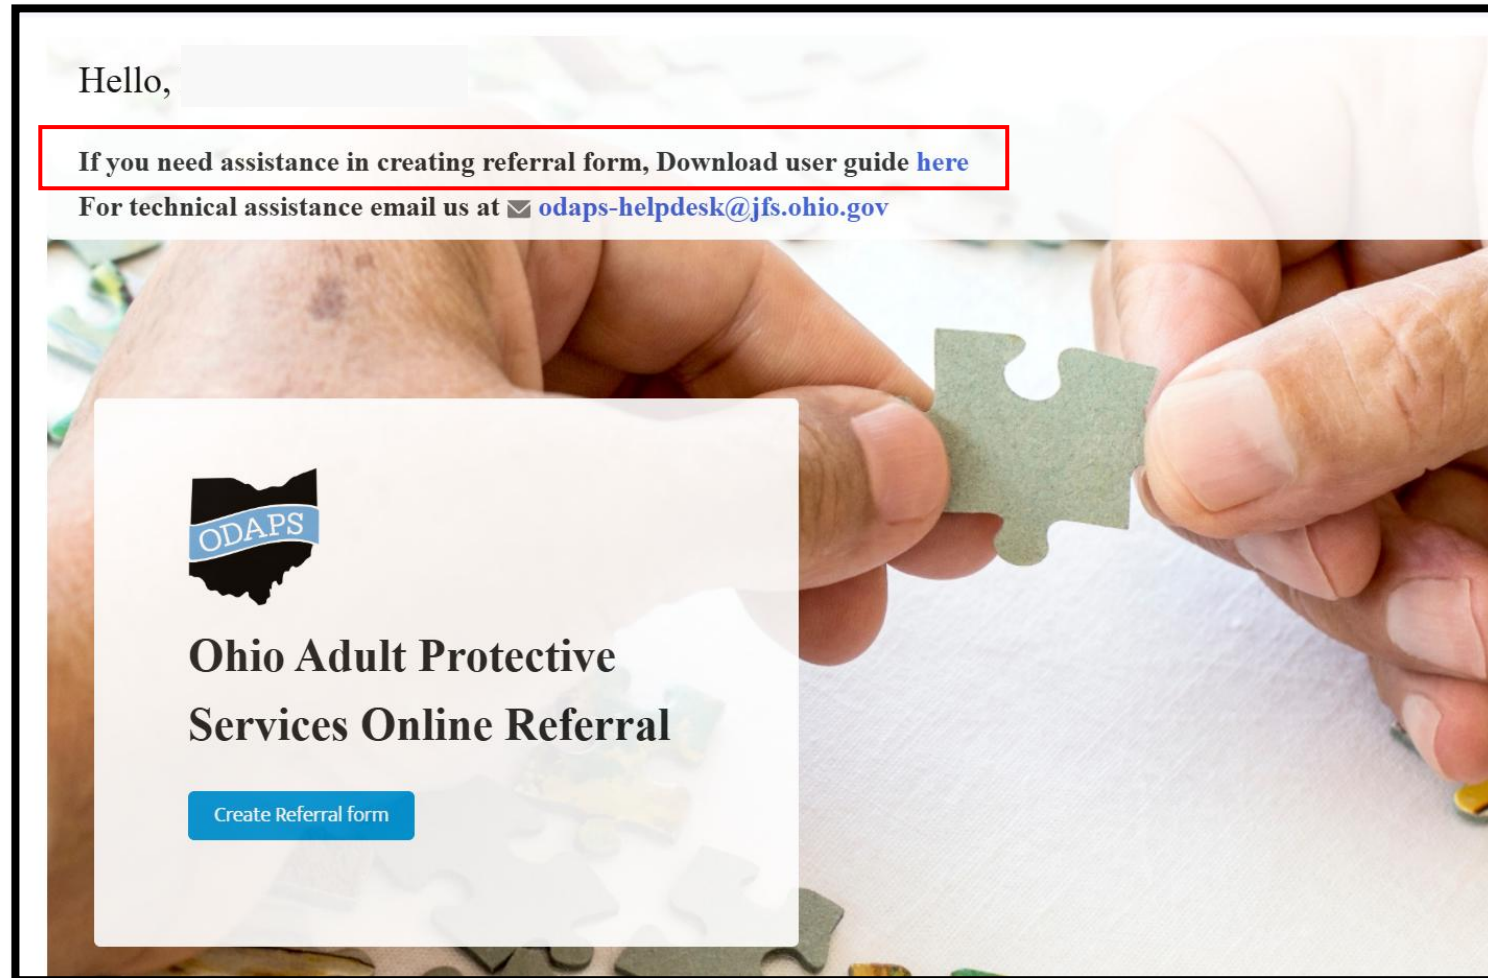 Hello,
If you need assistance in creating referral form, Download user guide here
For technical assistance email us at odaps-helpdesk@jfs.ohio.gov
ODAPS
Ohio Adult Protective
Services Online Referral
Create Referral form